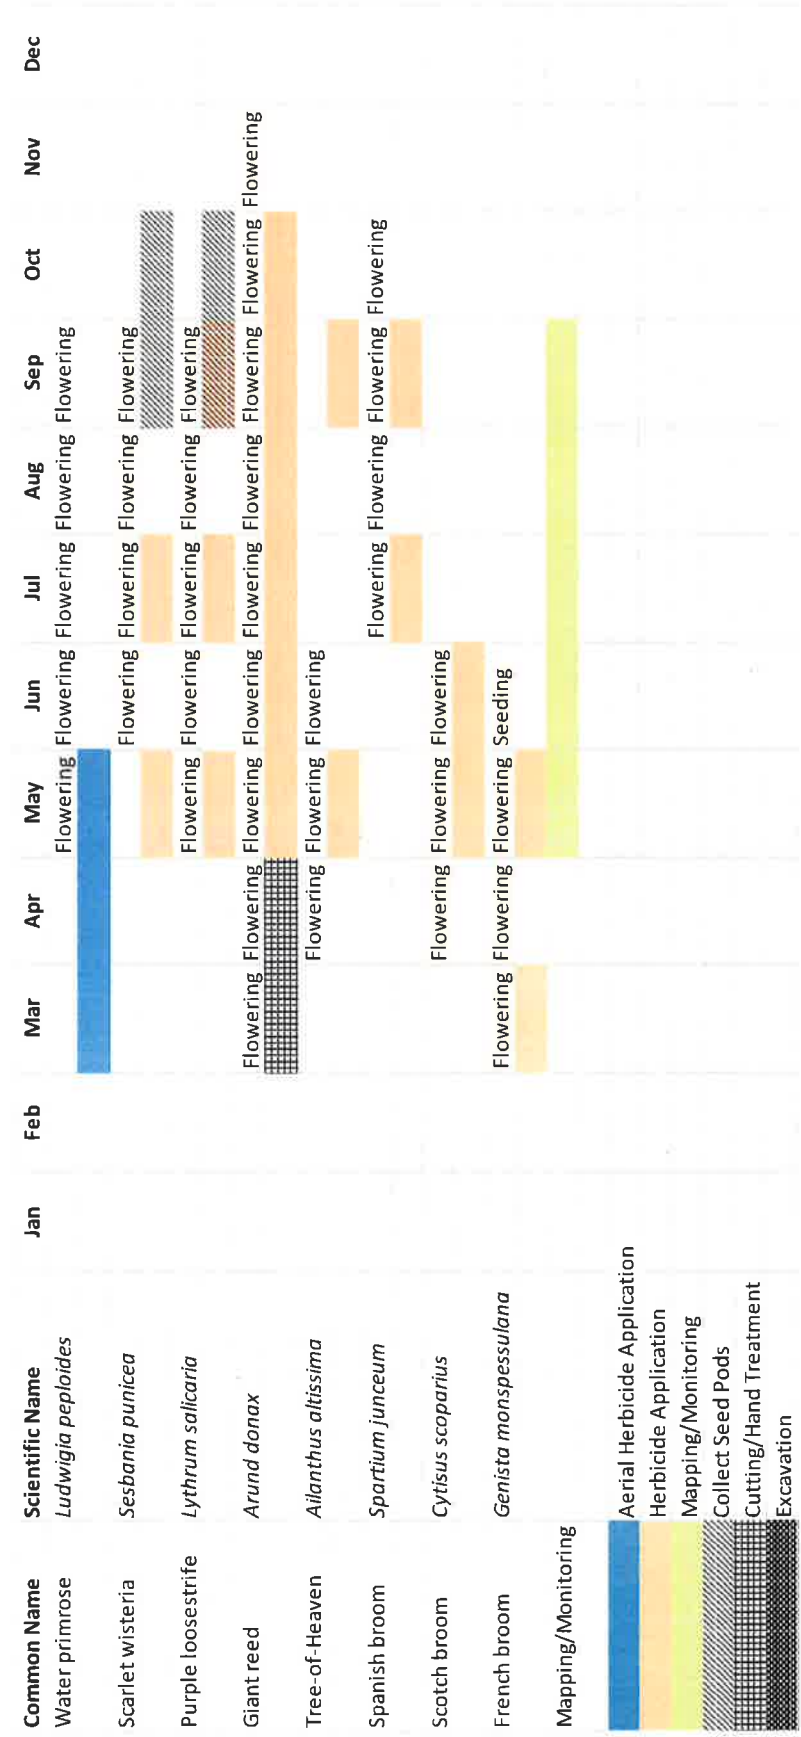 Common Name Scientific Name Jan Feb Mar Apr May Jun Jul Aug Sep Oct Nov Dec
Water primrose Ludwigia peploides Flowering Flowering Flowering Flowering Flowering
Scarlet wisteria Sesbania punicea Flowering Flowering Flowering Flowering
Purple loosestrife Lythrum salicaria Flowering Flowering Flowering Flowering Flowering
Giant reed Arund donax Flowering Flowering Flowering Flowering Flowering Flowering Flowering Flowering Flowering
Tree-of-Heaven Ailanthus altissima Flowering Flowering Flowering
Spanish broom Spartium junceum Flowering Flowering Flowering Flowering
Scotch broom Cytisus scoparius Flowering Flowering Flowering
French broom Genista monspessulana Flowering Flowering Flowering Seeding
Mapping/Monitoring
Aerial Herbicide Application
Herbicide Application
Mapping/Monitoring
Collect Seed Pods
Cutting/Hand Treatment
Excavation